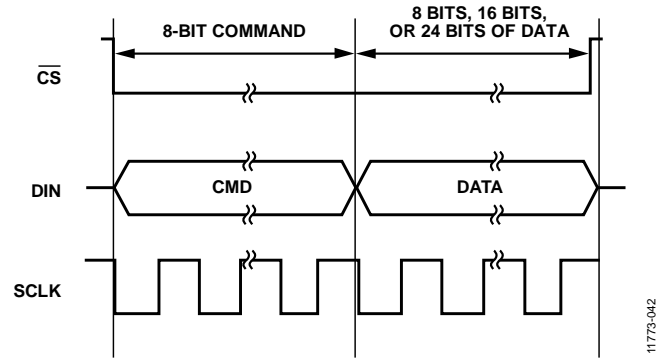 8-BIT COMMAND
8 BITS, 16 BITS,
OR 24 BITS OF DATA
CS
DIN
CMD
DATA
SCLK
11773-042